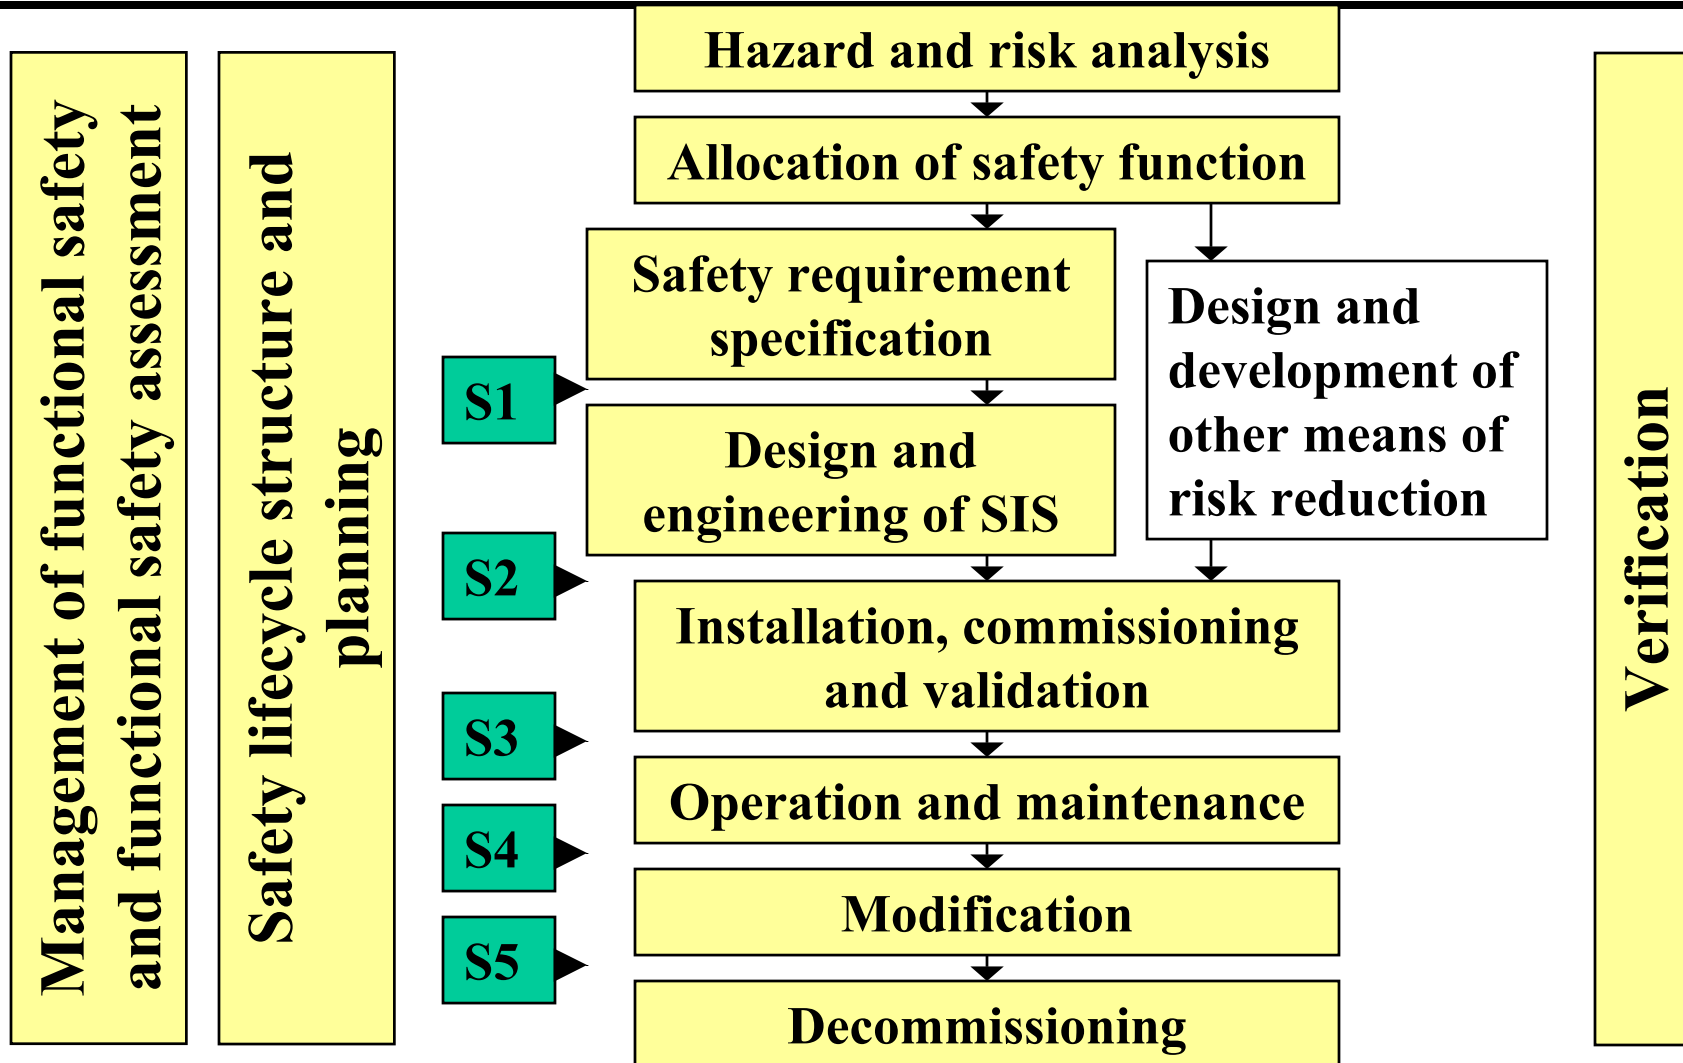 Management of functional safety
and functional safety assessment
Safety lifecycle structure and
planning
Hazard and risk analysis
Allocation of safety function
Safety requirement
specification
Design and
development of
other means of
risk reduction
S1
Design and
engineering of SIS
S2
Installation, commissioning
and validation
S3
Operation and maintenance
S4
Modification
S5
Decommissioning
Verification